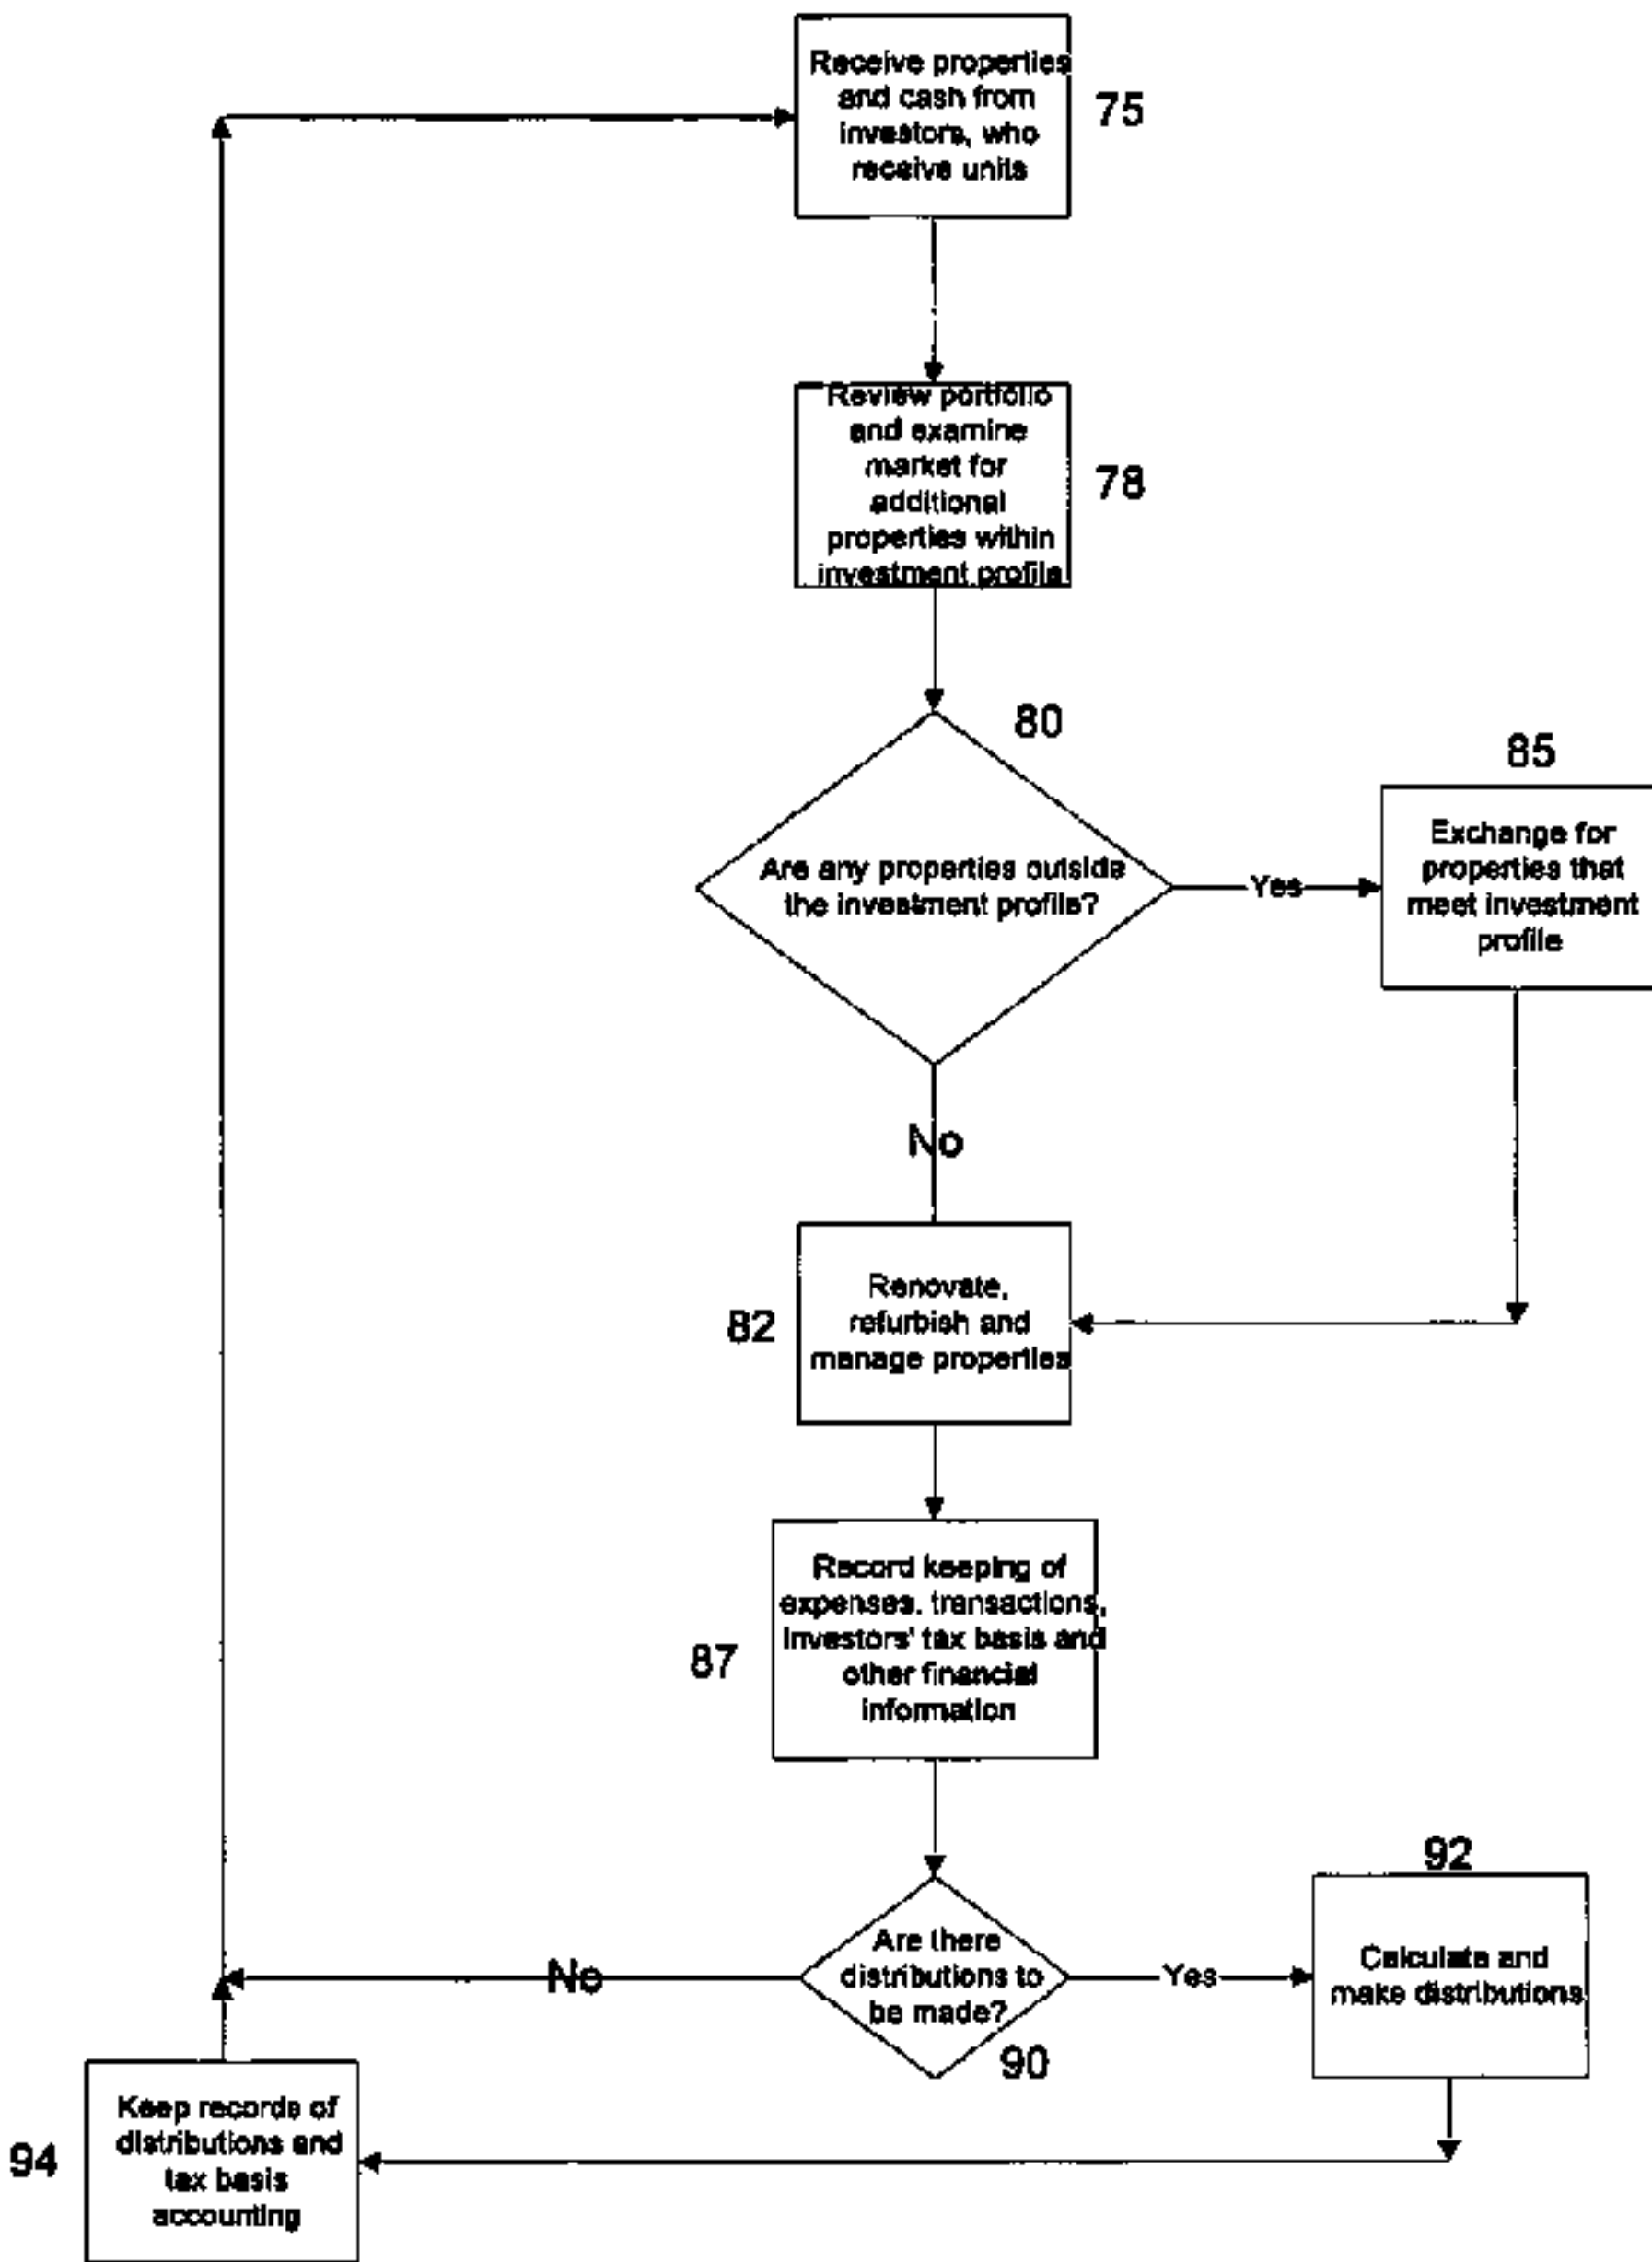 Receive properties
and cash from
investors, who
receive units
75
Review portfolio
and examine
market for
additional
properties within
investment profile
78
80
Are any properties outside
the investment profile?
Yes
85
Exchange for
properties that
meet investment
profile
No
82
Renovate,
refurbish and
manage properties
87
Record keeping of
expenses, transactions,
investors' tax basis and
other financial
information
92
Are there
distributions to
be made?
90
Yes
Calculate and
make distributions
No
94
Keep records of
distributions and
tax basis
accounting